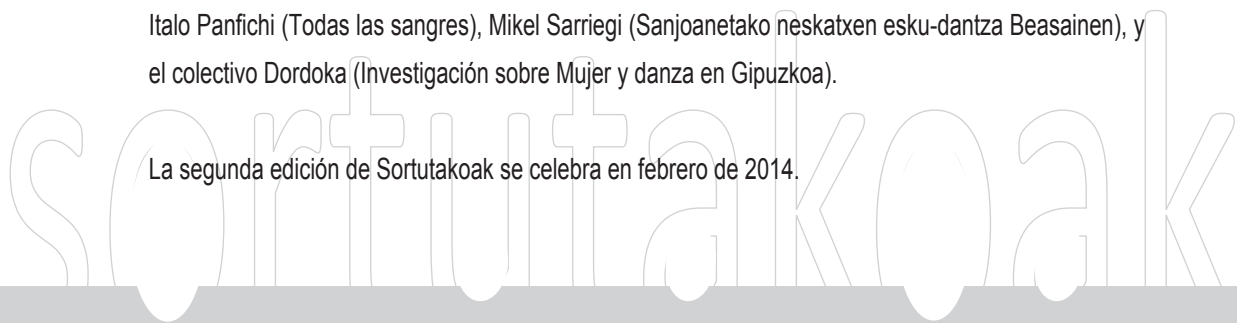 Italo Panfichi (Todas las sangres), Mikel Sarriegi (Sanjoanetako neskatxen esku-dantza Beasainen), y
el colectivo Dordoka (Investigación sobre Mujer y danza en Gipuzkoa).
La segunda edición de Sortutakoak se celebra en febrero de 2014.
sortutakoak